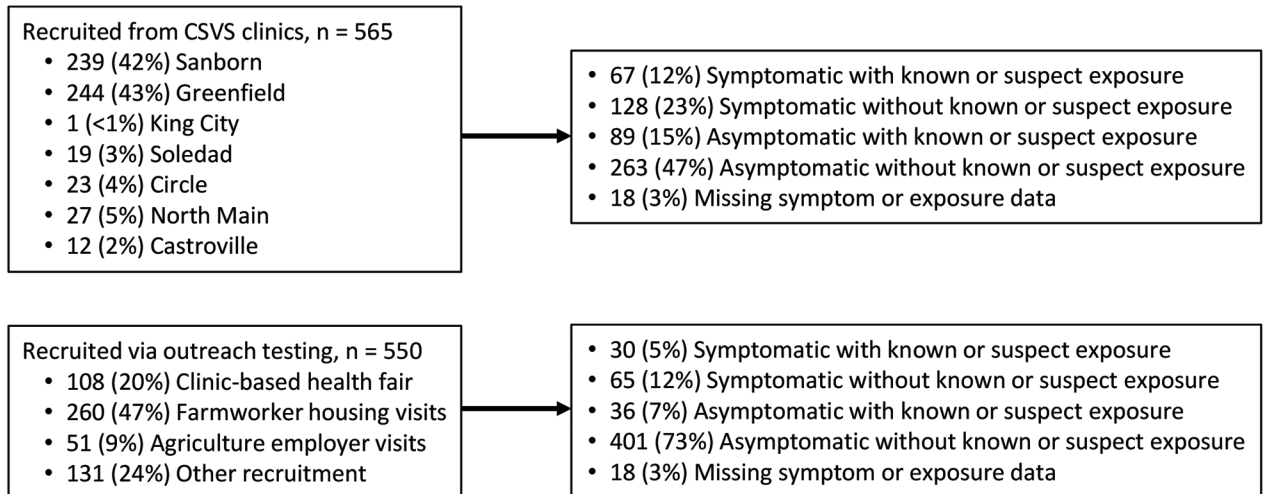 Recruited from CSVS clinics, n = 565
• 239 (42%) Sanborn
• 244 (43%) Greenfield
• 1 (<1%) King City
• 19 (3%) Soledad
• 23 (4%) Circle
• 27 (5%) North Main
• 12 (2%) Castroville
• 67 (12%) Symptomatic with known or suspect exposure
• 128 (23%) Symptomatic without known or suspect exposure
• 89 (15%) Asymptomatic with known or suspect exposure
• 263 (47%) Asymptomatic without known or suspect exposure
• 18 (3%) Missing symptom or exposure data
Recruited via outreach testing, n = 550
• 108 (20%) Clinic-based health fair
• 260 (47%) Farmworker housing visits
• 51 (9%) Agriculture employer visits
• 131 (24%) Other recruitment
• 30 (5%) Symptomatic with known or suspect exposure
• 65 (12%) Symptomatic without known or suspect exposure
• 36 (7%) Asymptomatic with known or suspect exposure
• 401 (73%) Asymptomatic without known or suspect exposure
• 18 (3%) Missing symptom or exposure data